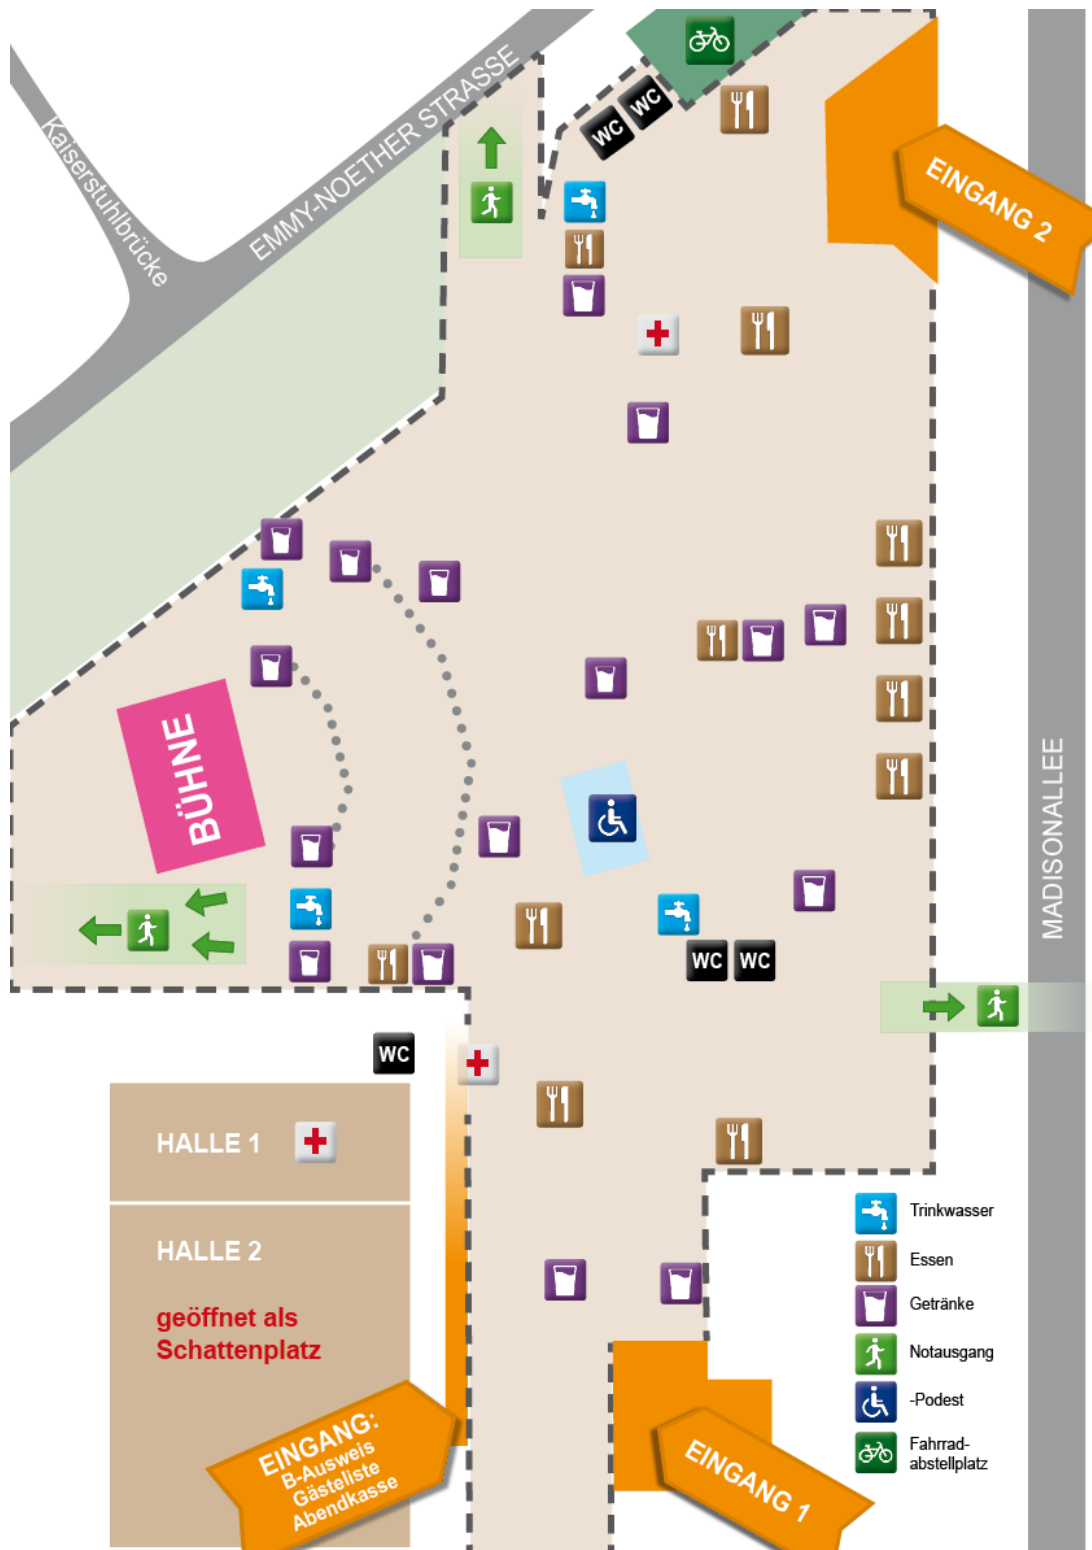 Kaiserstuhlbrücke
EMMY-NOETHER STRASSE
WC
WC
EINGANG 2
BÜHNE
MADISONALLEE
WC
WC
WC
HALLE 1
HALLE 2
geöffnet als
Schattenplatz
Trinkwasser
Essen
Getränke
Notausgang
-Podest
Fahrrad-
abstellplatz
EINGANG:
B-Ausweis
Gästeliste
Abendkasse
EINGANG 1